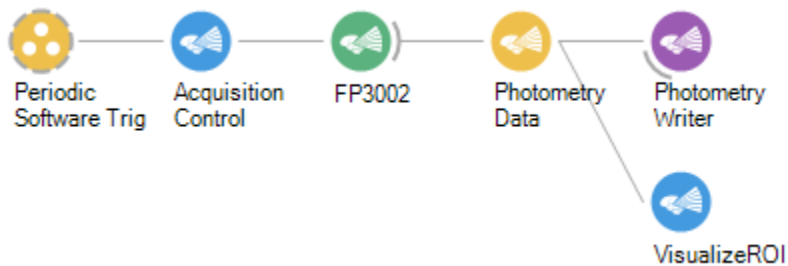 Periodic
Software Trig
Acquisition
Control
FP3002
Photometry
Data
Photometry
Writer
VisualizeROI